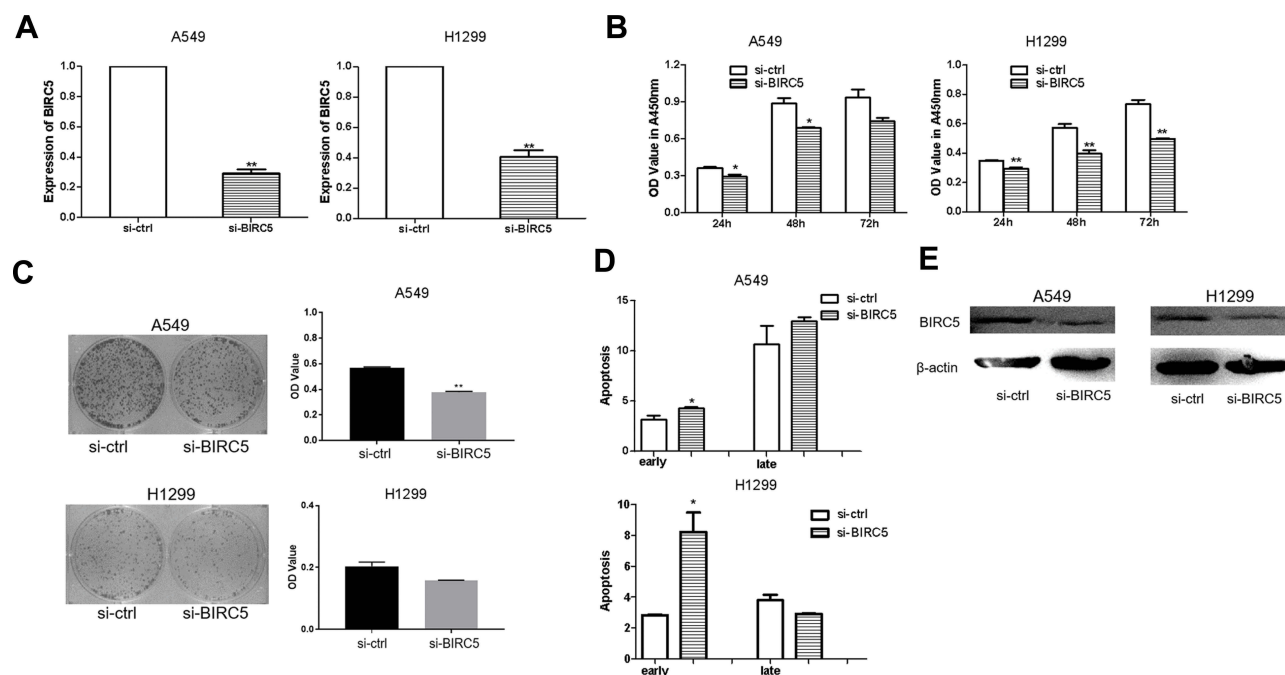 A
A549
Expression of BIRC5
1.0
0.8
0.6
0.4
0.2
0.0
**
si-ctrl
si-BIRC5
H1299
Expression of BIRC5
1.0
0.8
0.6
0.4
0.2
0.0
**
si-ctrl
si-BIRC5
B
A549
si-ctrl
si-BIRC5
OD Value in A450nm
1.2
0.9
0.6
0.3
0.0
*
*
24h
48h
72h
H1299
si-ctrl
si-BIRC5
OD Value in A450nm
1.0
0.8
0.6
0.4
0.2
0.0
**
**
**
24h
48h
72h
C
A549
si-ctrl
si-BIRC5
A549
OD Value
1.0
0.8
0.6
0.4
0.2
0.0
**
si-ctrl
si-BIRC5
H1299
si-ctrl
si-BIRC5
H1299
OD Value
0.4
0.2
0.0
si-ctrl
si-BIRC5
D
A549
si-ctrl
si-BIRC5
Apoptosis
15
10
5
0
*
early
late
H1299
si-ctrl
si-BIRC5
Apoptosis
10
8
6
4
2
0
*
early
late
E
A549
H1299
BIRC5
β-actin
si-ctrl
si-BIRC5
si-ctrl
si-BIRC5